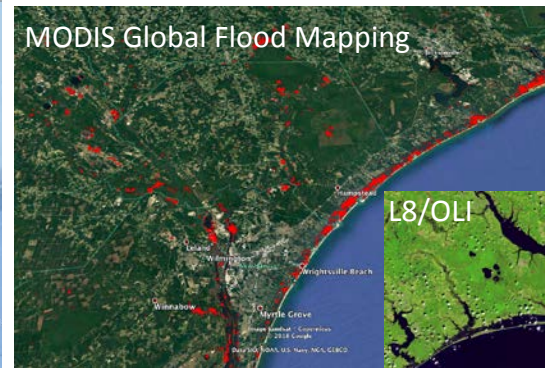 MODIS Global Flood Mapping
Hampstead
L8/OLI
Leland
Wilmington
Wrightsville Beach
Winnabow
Myrtle Grove
Image Landsat / Copernicus
© 2018 Google
Data SIO, NOAA, U.S. Navy, NGA, GEBCO